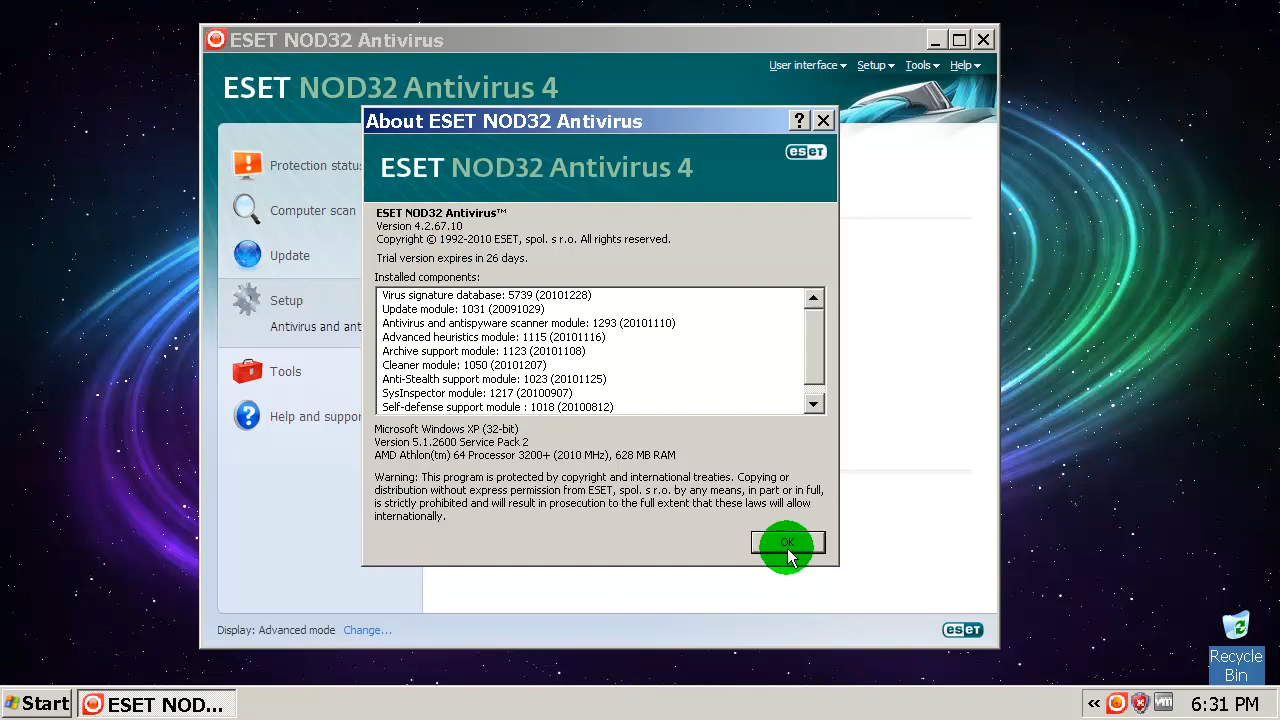 ESET NOD32 Antivirus
User interface Setup Tools Help
ESET NOD32 Antivirus 4
About ESET NOD32 Antivirus
?
ESET NOD32 Antivirus 4
eseT
ESET NOD32 Antivirus™
Version 4.2.67.10
Copyright © 1992-2010 ESET, spol. s r.o. All rights reserved.
Trial version expires in 26 days.
Installed components:
Virus signature database: 5739 (20101228)
Update module: 1031 (20091029)
Antivirus and antispyware scanner module: 1293 (20101110)
Advanced heuristics module: 1115 (20101116)
Archive support module: 1123 (20101108)
Cleaner module: 1050 (20101207)
Anti-Stealth support module: 1023 (20101125)
SysInspector module: 1217 (20100907)
Self-defense support module : 1018 (20100812)
Microsoft Windows XP (32-bit)
Version 5.1.2600 Service Pack 2
AMD Athlon(tm) 64 Processor 3200+ (2010 MHz), 628 MB RAM
Warning: This program is protected by copyright and international treaties. Copying or
distribution without express permission from ESET, spol. s r.o. by any means, in part or in full,
is strictly prohibited and will result in prosecution to the full extent that these laws will allow
internationally.
OK
Protection statu
Computer scan
Update
Setup
Antivirus and ant
Tools
Help and suppor
Display: Advanced mode Change...
eseT
Recycle
Bin
Start
ESET NOD...
vm
6:31 PM